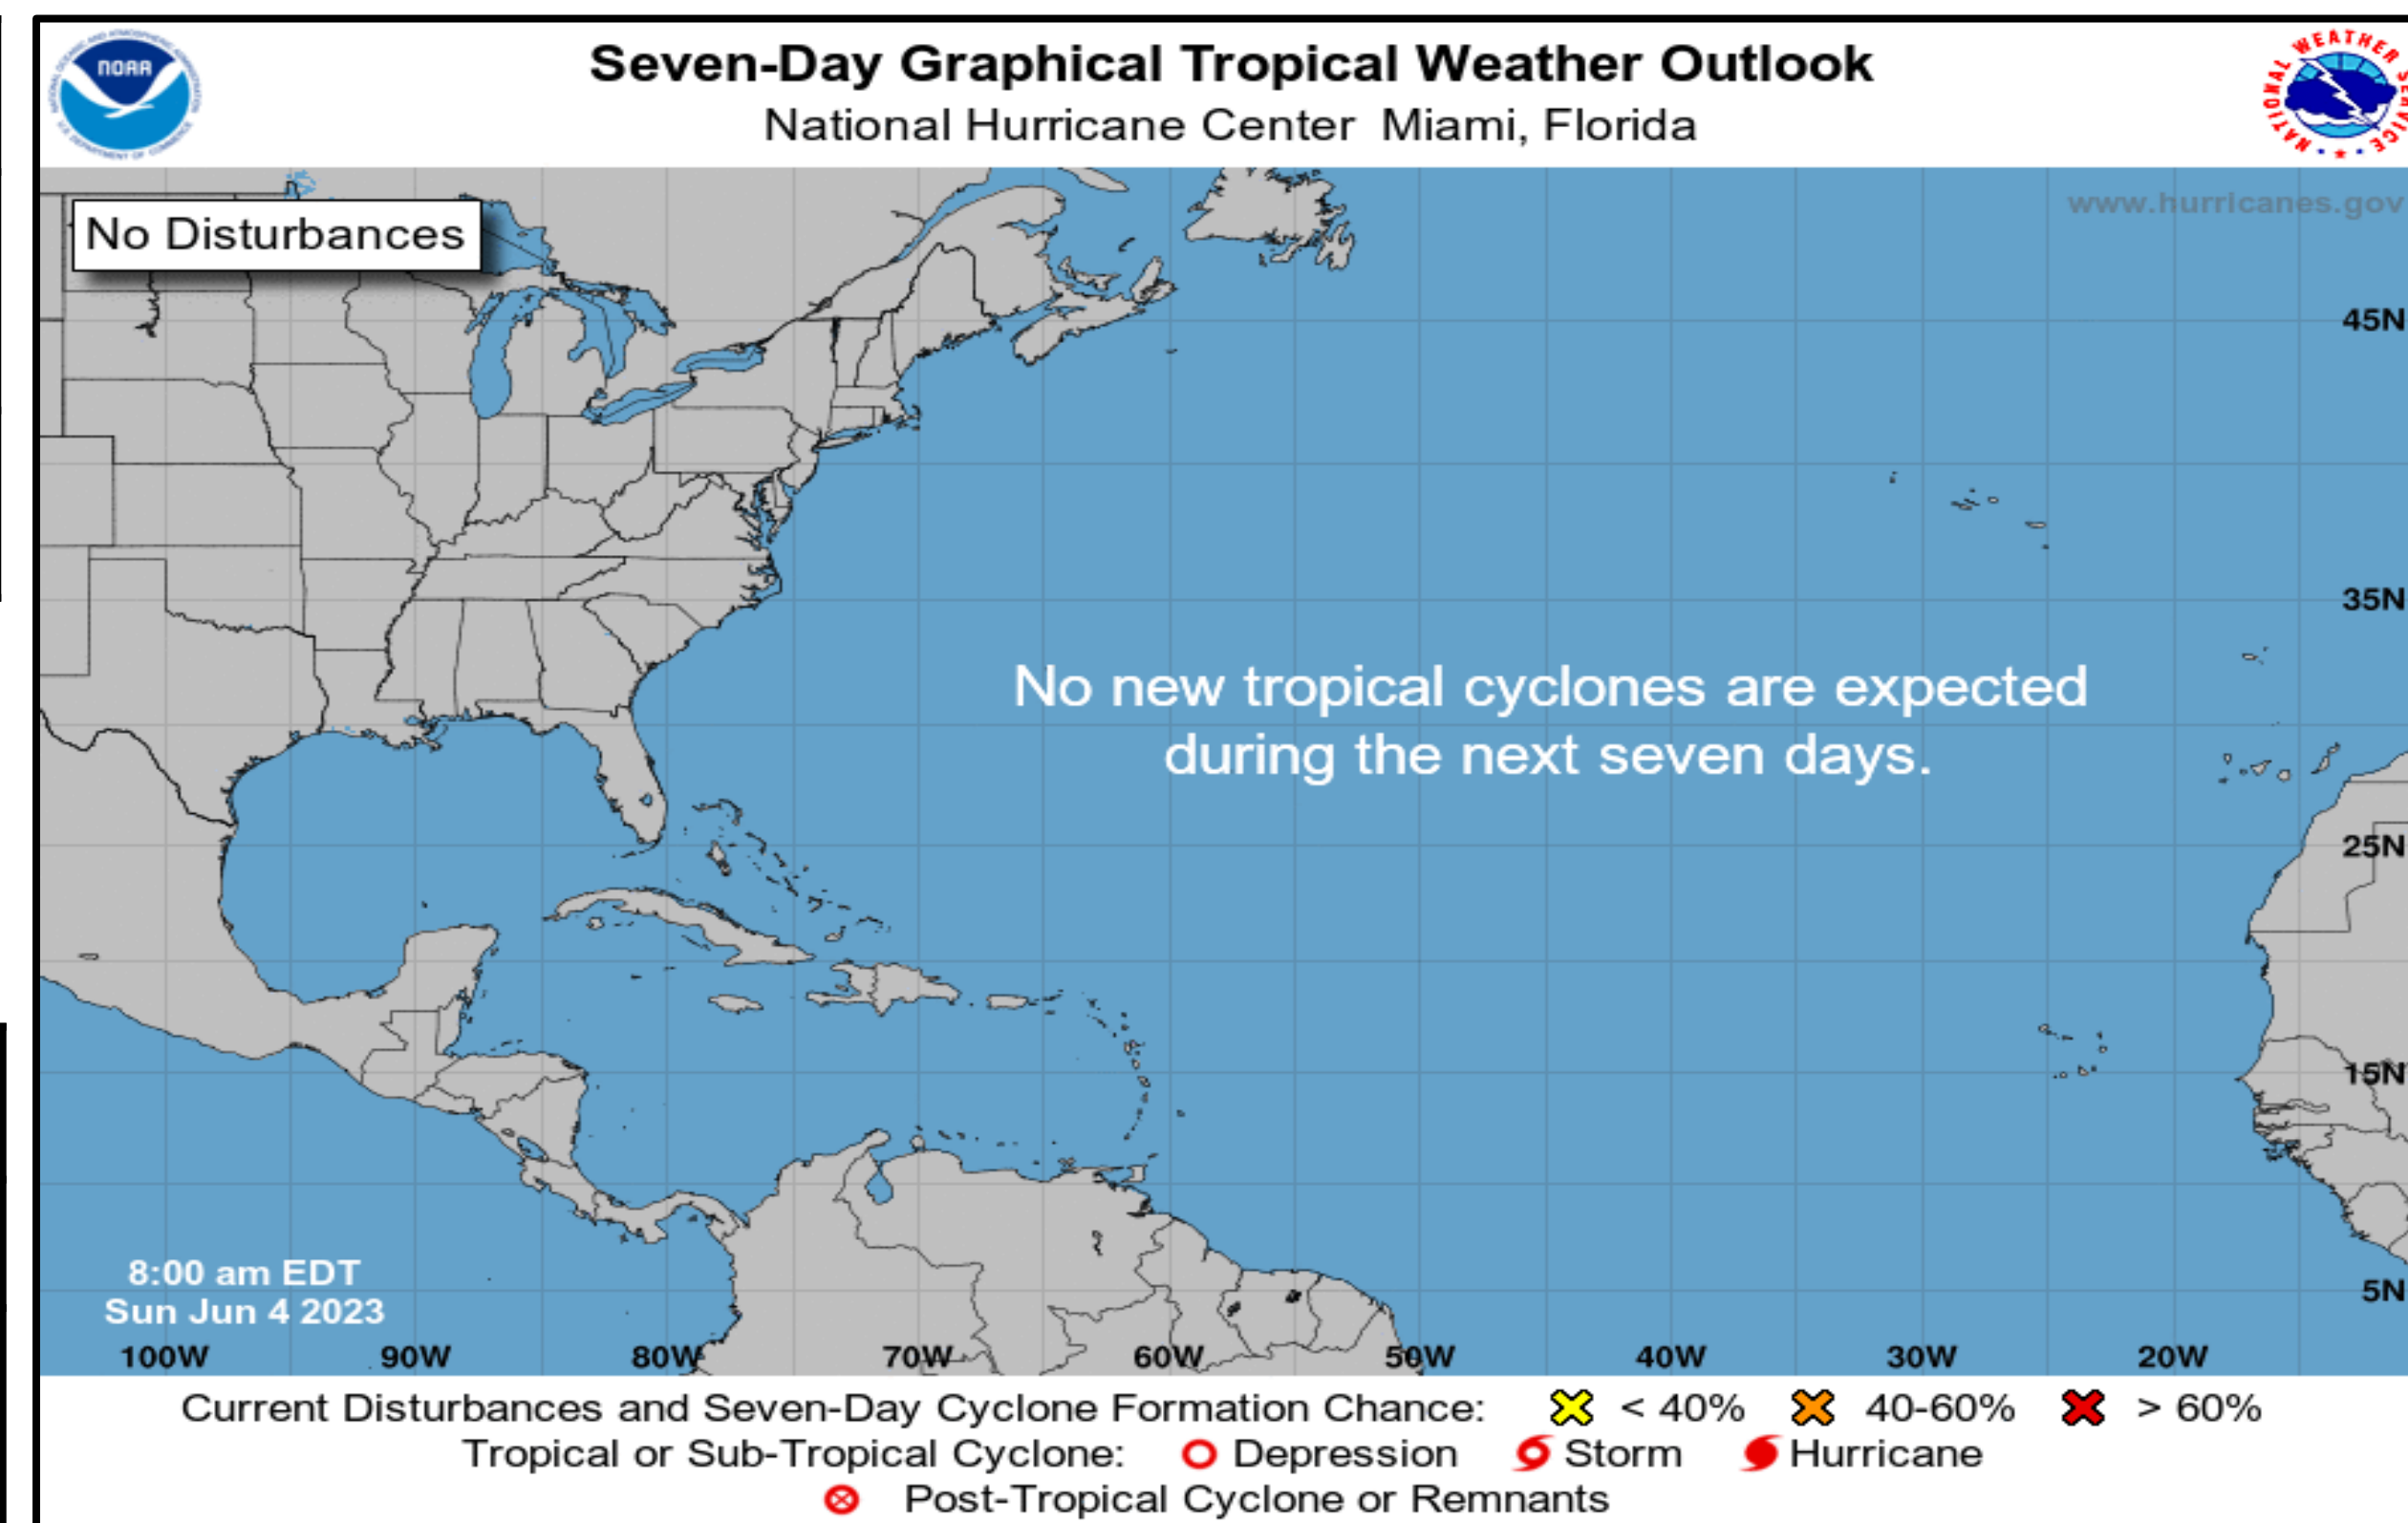 Seven-Day Graphical Tropical Weather Outlook
National Hurricane Center Miami, Florida
NOAA
NATIONAL WEATHER
www.hurricanes.gov
No Disturbances
45N
35N
No new tropical cyclones are expected
during the next seven days.
25N
15N
5N
8:00 am EDT
Sun Jun 4 2023
100W 90W 80W 70W 60W 50W 40W 30W 20W
Current Disturbances and Seven-Day Cyclone Formation Chance: < 40% 40-60% > 60%
Tropical or Sub-Tropical Cyclone: Depression Storm Hurricane
Post-Tropical Cyclone or Remnants